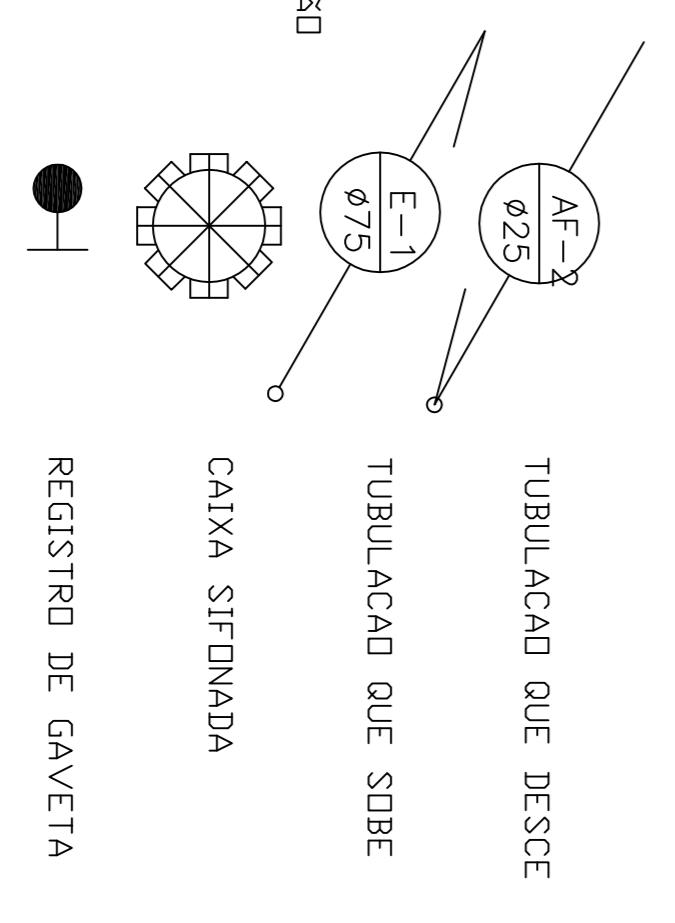 AF-2
ø25
TUBULACAO QUE DESCE
E-1
ø75
TUBULACAO QUE SOBE
CAIXA SIFONADA
REGISTRO DE GAVETA